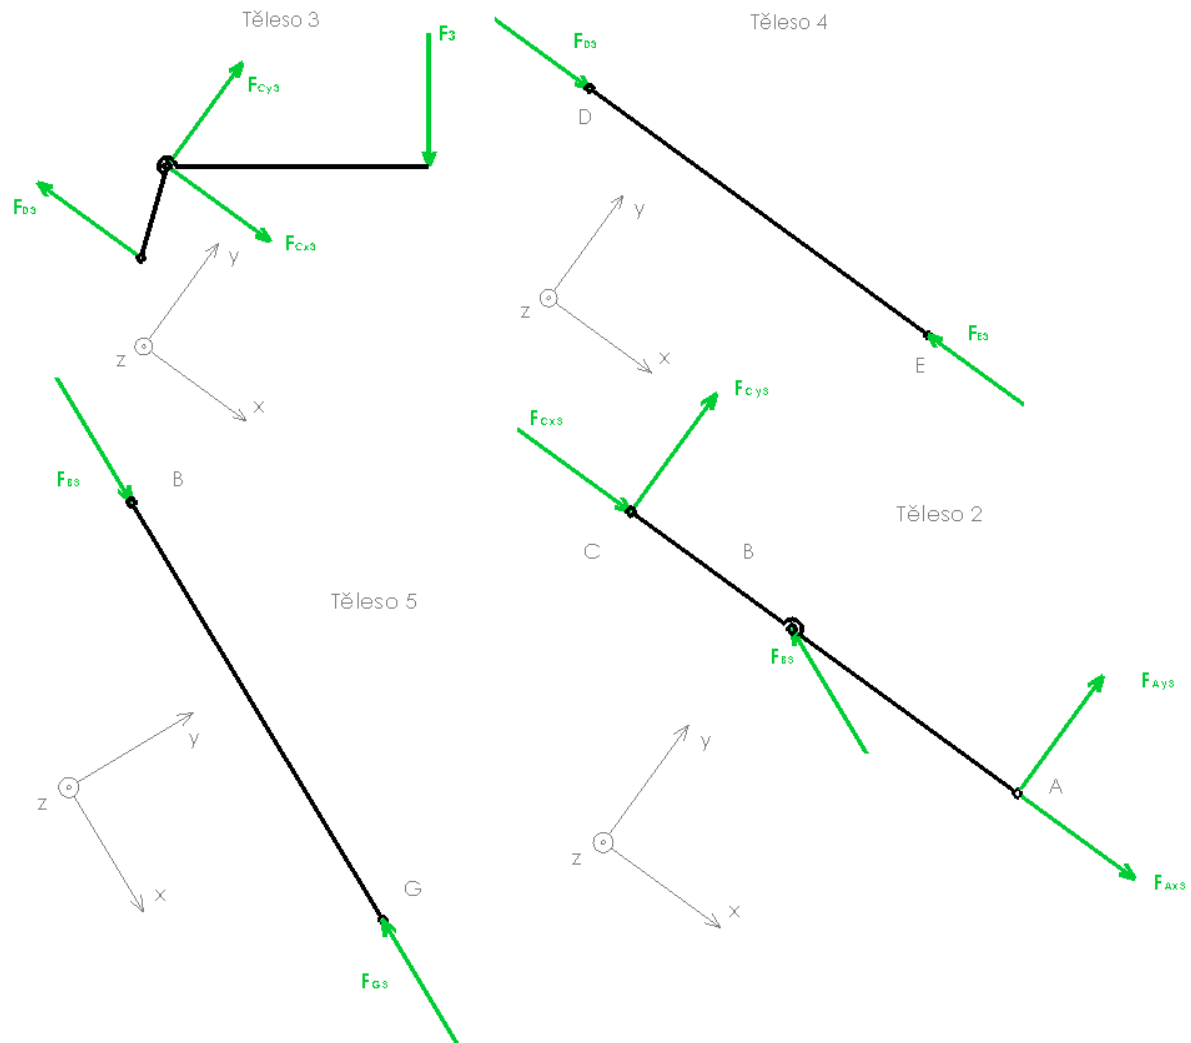 Těleso 3
F3
FCy3
FD3
FCx3
y
z
x
Těleso 4
FD3
D
y
z
x
FE3
E
FB3
B
Těleso 5
y
z
x
G
FG3
FCy3
FCx3
Těleso 2
C
B
FB3
FAy3
A
FAx3
y
z
x